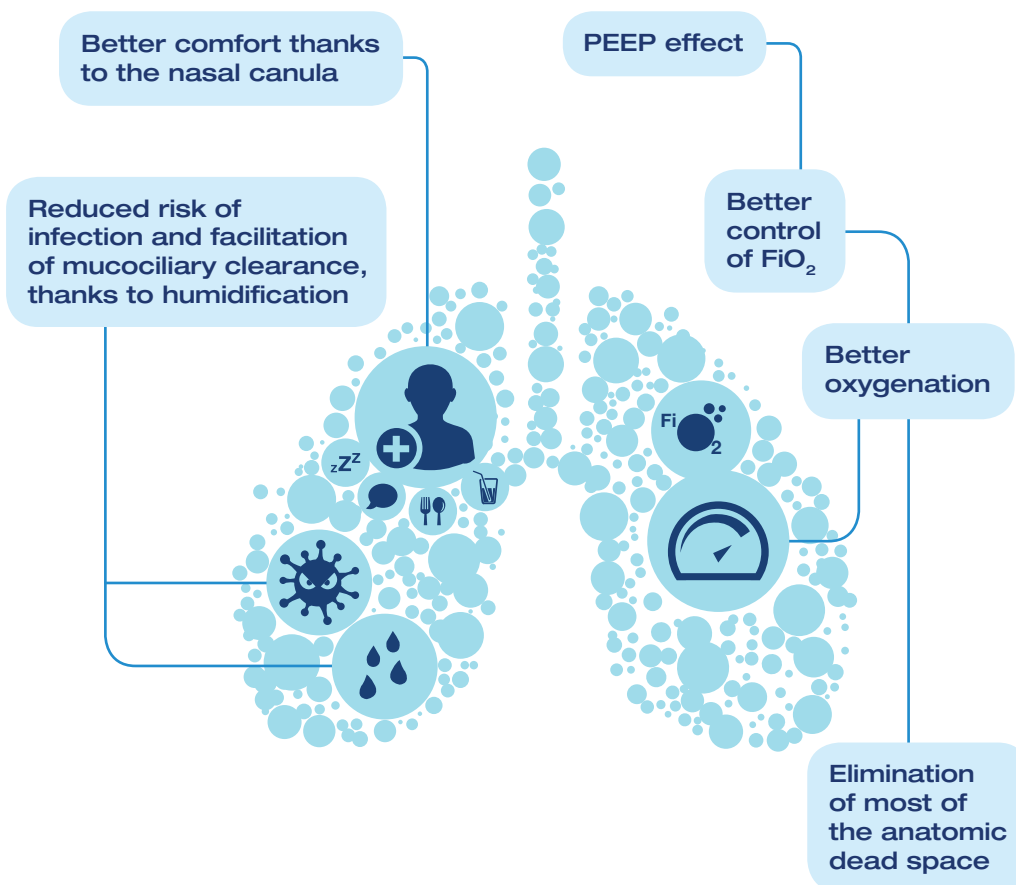 Better comfort thanks
to the nasal canula
PEEP effect
Reduced risk of
infection and facilitation
of mucociliary clearance,
thanks to humidification
Better
control
of FiO₂
Better
oxygenation
Fi
2
zZZ
Elimination
of most of
the anatomic
dead space